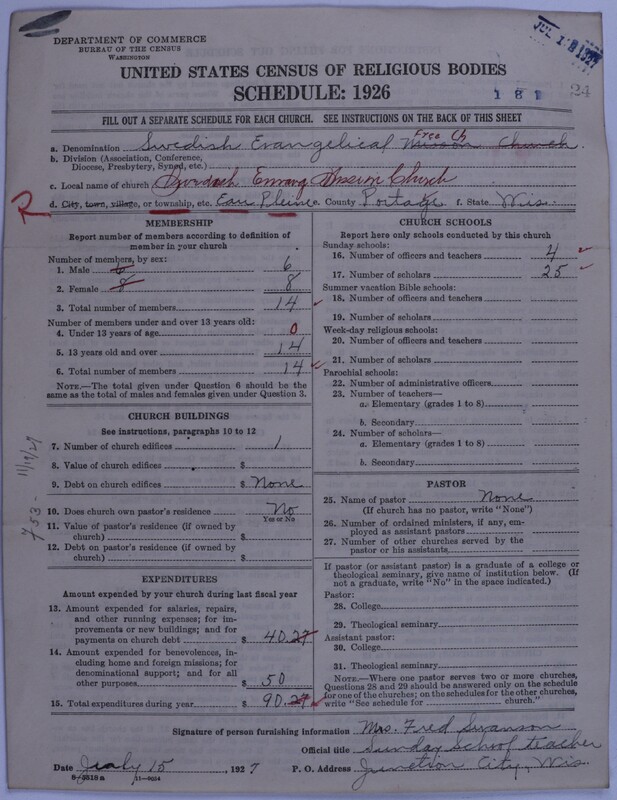 DEPARTMENT OF COMMERCE
BUREAU OF THE CENSUS
WASHINGTON
JUL 18 1927
UNITED STATES CENSUS OF RELIGIOUS BODIES
SCHEDULE: 1926
181
24
FILL OUT A SEPARATE SCHEDULE FOR EACH CHURCH. SEE INSTRUCTIONS ON THE BACK OF THIS SHEET
Free Ch
a. Denomination Swedish Evangelical Mission Church
b. Division (Association, Conference,
Diocese, Presbytery, Synod, etc.)
c. Local name of church Church
R
d. City, town, village, or township, etc. Carr Pleine e. County Portage f. State Wis.
MEMBERSHIP
Report number of members according to definition of
member in your church
Number of members, by sex:
1. Male 6 6
2. Female 8 8
3. Total number of members 14
Number of members under and over 13 years old:
4. Under 13 years of age 0
5. 13 years old and over 14
6. Total number of members 14
NOTE.—The total given under Question 6 should be the
same as the total of males and females given under Question 3.
CHURCH BUILDINGS
See instructions, paragraphs 10 to 12
7. Number of church edifices 1
8. Value of church edifices $
9. Debt on church edifices $ None
10. Does church own pastor's residence No
Yes or No
11. Value of pastor's residence (if owned by
church) $
12. Debt on pastor's residence (if owned by
church) $
753 - 11/19/27
EXPENDITURES
Amount expended by your church during last fiscal year
13. Amount expended for salaries, repairs,
and other running expenses; for im-
provements or new buildings; and for
payments on church debt $ 40.27
14. Amount expended for benevolences, in-
cluding home and foreign missions; for
denominational support; and for all
other purposes $ 50
15. Total expenditures during year $ 90.27
CHURCH SCHOOLS
Report here only schools conducted by this church
Sunday schools:
16. Number of officers and teachers 4
17. Number of scholars 25
Summer vacation Bible schools:
18. Number of officers and teachers
19. Number of scholars
Week-day religious schools:
20. Number of officers and teachers
21. Number of scholars
Parochial schools:
22. Number of administrative officers
23. Number of teachers—
a. Elementary (grades 1 to 8)
b. Secondary
24. Number of scholars—
a. Elementary (grades 1 to 8)
b. Secondary
PASTOR
25. Name of pastor None
(If church has no pastor, write "None")
26. Number of ordained ministers, if any, em-
ployed as assistant pastors
27. Number of other churches served by the
pastor or his assistants
If pastor (or assistant pastor) is a graduate of a college or
theological seminary, give name of institution below. (If
not a graduate, write "No" in the space indicated.)
Pastor:
28. College
29. Theological seminary
Assistant pastor:
30. College
31. Theological seminary
NOTE.—Where one pastor serves two or more churches,
Questions 28 and 29 should be answered only on the schedule
for one of the churches; on the schedules for the other churches,
write "See schedule for church."
Signature of person furnishing information Mrs. Fred Swanson
Official title Sunday School teacher
Date July 15, 1927 P. O. Address Junction City, Wis.
8-3818 a 11-8024